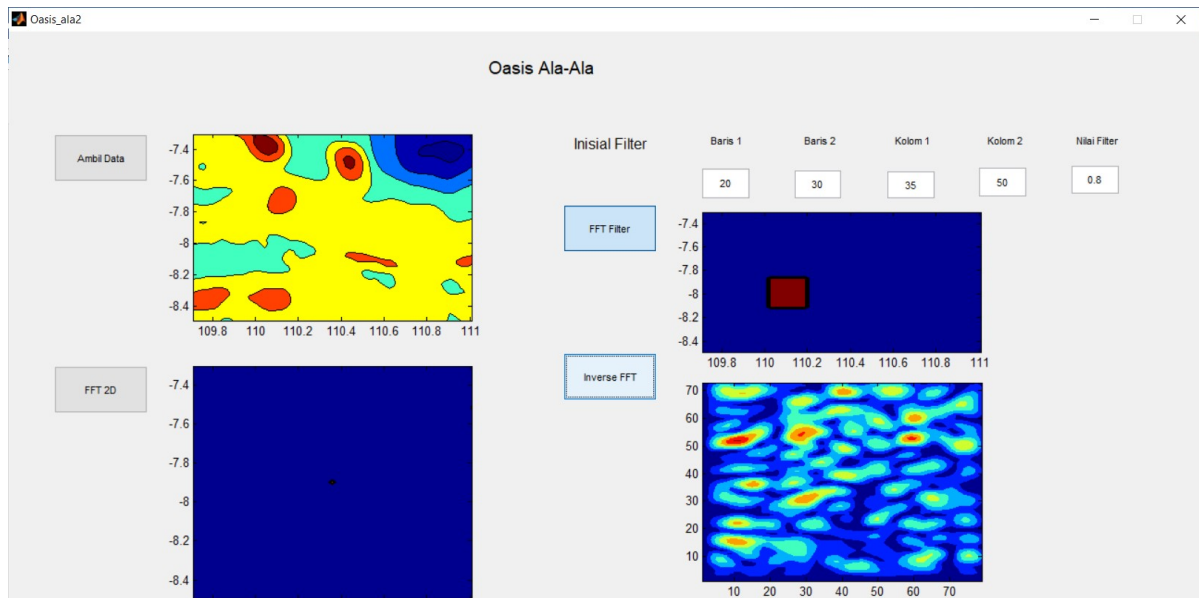 Oasis_ala2
Oasis Ala-Ala
Ambil Data
-7.4
-7.6
-7.8
-8
-8.2
-8.4
109.8 110 110.2 110.4 110.6 110.8 111
Inisial Filter
Baris 1 Baris 2 Kolom 1 Kolom 2 Nilai Filter
20 30 35 50 0.8
FFT Filter
-7.4
-7.6
-7.8
-8
-8.2
-8.4
109.8 110 110.2 110.4 110.6 110.8 111
FFT 2D
-7.4
-7.6
-7.8
-8
-8.2
-8.4
Inverse FFT
70
60
50
40
30
20
10
10 20 30 40 50 60 70